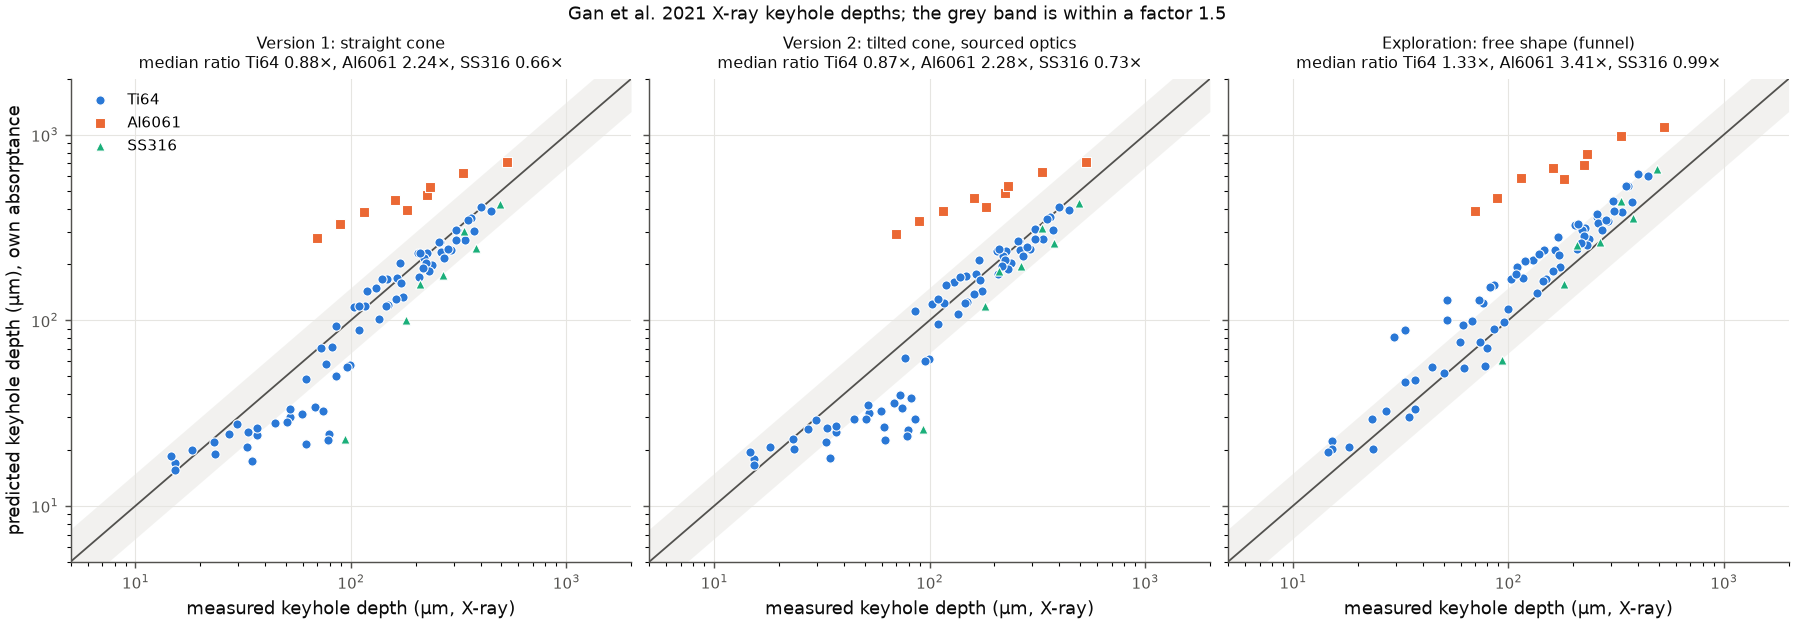 Gan et al. 2021 X-ray keyhole depths; the grey band is within a factor 1.5
Version 1: straight cone
median ratio Ti64 0.88×, Al6061 2.24×, SS316 0.66×
Version 2: tilted cone, sourced optics
median ratio Ti64 0.87×, Al6061 2.28×, SS316 0.73×
Exploration: free shape (funnel)
median ratio Ti64 1.33×, Al6061 3.41×, SS316 0.99×
predicted keyhole depth (µm), own absorptance
Ti64
Al6061
SS316
10³
10²
10¹
10¹ 10² 10³
10¹ 10² 10³
10¹ 10² 10³
measured keyhole depth (µm, X-ray)
measured keyhole depth (µm, X-ray)
measured keyhole depth (µm, X-ray)